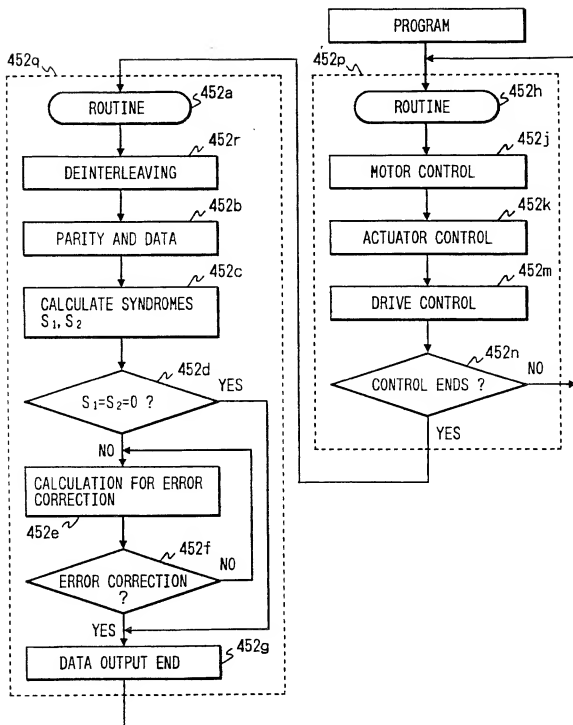 PROGRAM
452q
452p
ROUTINE
452a
ROUTINE
452h
452r
DEINTERLEAVING
452j
MOTOR CONTROL
452b
PARITY AND DATA
452k
ACTUATOR CONTROL
452c
CALCULATE SYNDROMES
S1, S2
452m
DRIVE CONTROL
452d
S1=S2=0 ?
YES
452n
CONTROL ENDS ?
NO
YES
NO
CALCULATION FOR ERROR
CORRECTION
452e
452f
ERROR CORRECTION
?
NO
YES
452g
DATA OUTPUT END